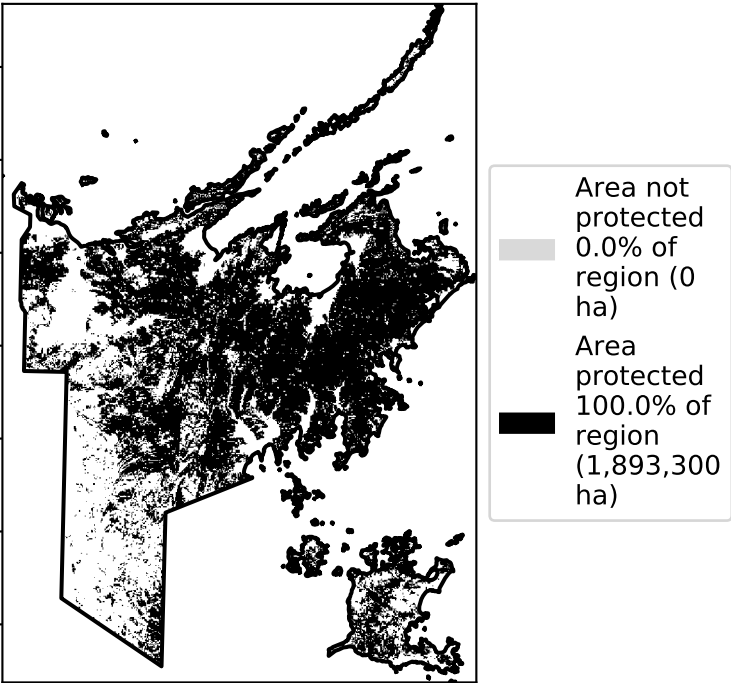 Area not
protected
0.0% of
region (0
ha)
Area
protected
100.0% of
region
(1,893,300
ha)